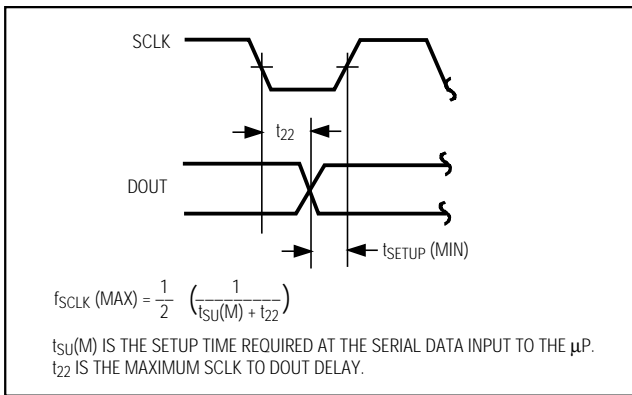 SCLK
t22
DOUT
tSETUP (MIN)
fSCLK (MAX) = 1/2 (1/(tSU(M) + t22))
tSU(M) IS THE SETUP TIME REQUIRED AT THE SERIAL DATA INPUT TO THE µP.
t22 IS THE MAXIMUM SCLK TO DOUT DELAY.